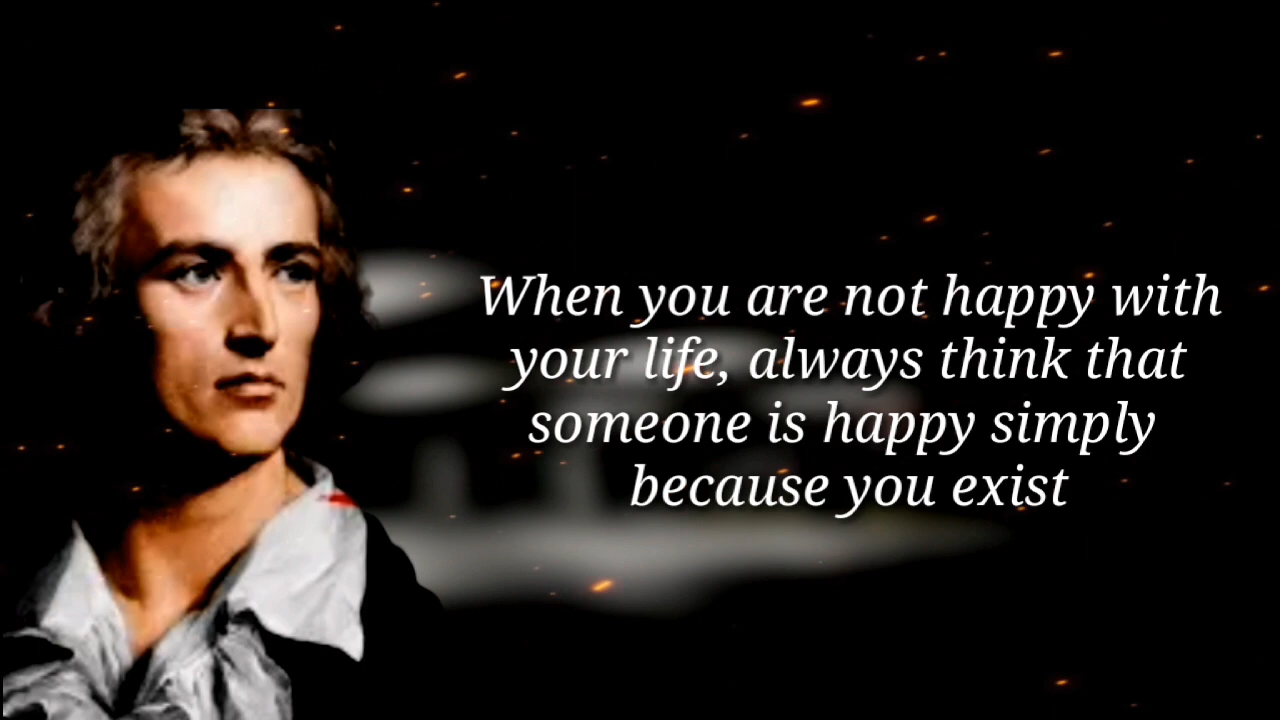 When you are not happy with
your life, always think that
someone is happy simply
because you exist